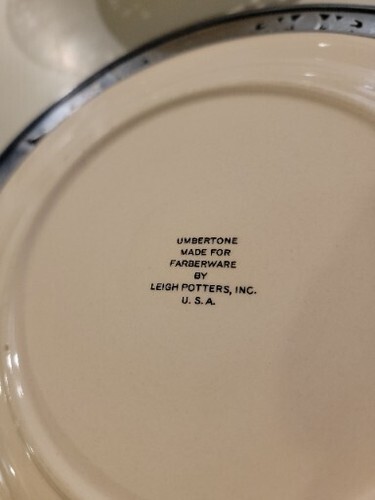 UMBERTONE
MADE FOR
FARBERWARE
BY
LEIGH POTTERS, INC.
U. S. A.